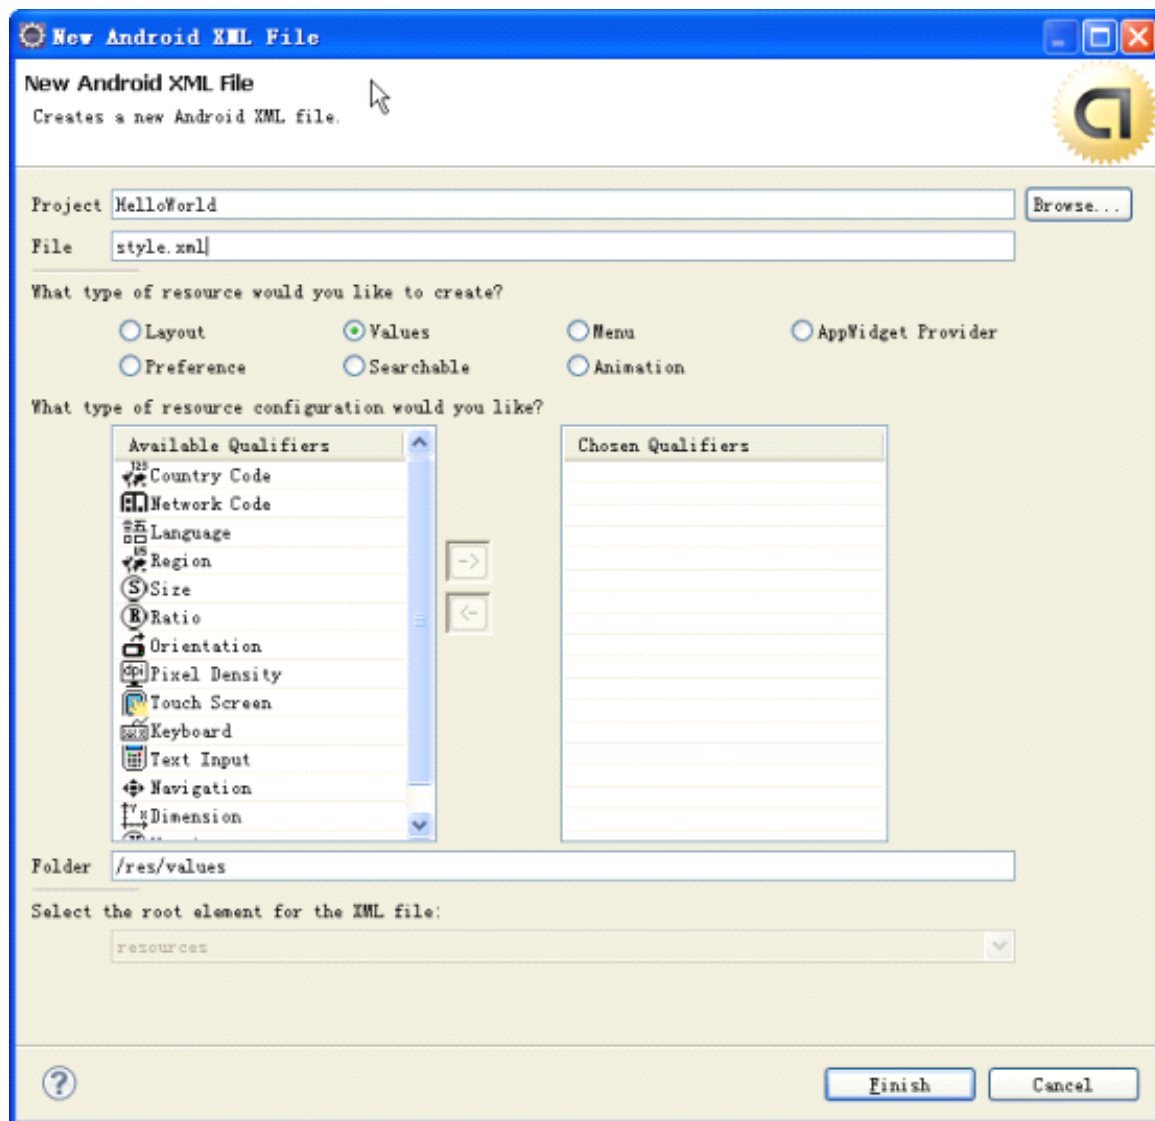 New Android XML File
New Android XML File
Creates a new Android XML file.
Project HelloWorld Browse...
File style.xml
What type of resource would you like to create?
Layout Values Menu AppWidget Provider
Preference Searchable Animation
What type of resource configuration would you like?
Available Qualifiers Chosen Qualifiers
Country Code
Network Code
Language
Region
Size
Ratio
Orientation
Pixel Density
Touch Screen
Keyboard
Text Input
Navigation
Dimension
-> 
<-
Folder /res/values
Select the root element for the XML file:
resources
Finish Cancel